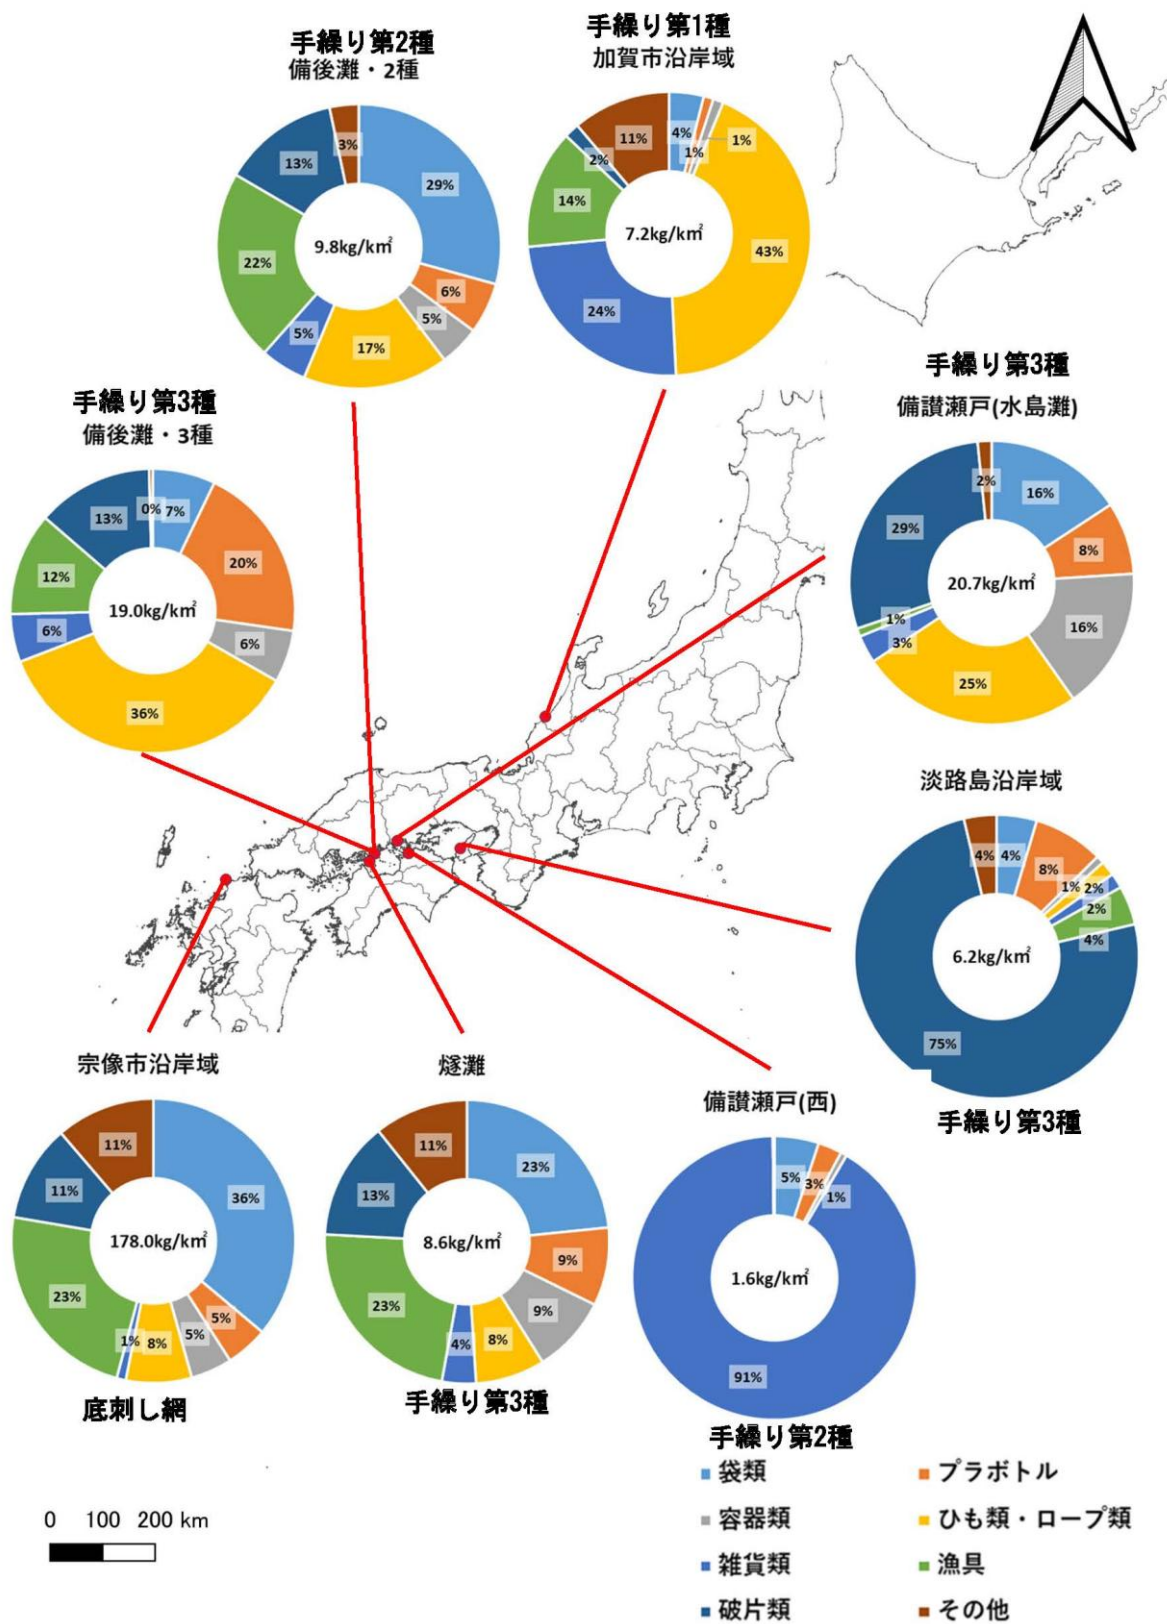 手繰り第2種
備後灘・2種
3%
29%
13%
22%
9.8kg/km²
6%
5%
5%
17%
手繰り第1種
加賀市沿岸域
11%
4%
1%
1%
2%
14%
7.2kg/km²
43%
24%
手繰り第3種
備後灘・3種
0%
7%
13%
20%
12%
19.0kg/km²
6%
6%
36%
手繰り第3種
備讃瀬戸(水島灘)
2%
16%
29%
8%
20.7kg/km²
1%
3%
16%
25%
淡路島沿岸域
4%
4%
8%
1%
2%
2%
4%
6.2kg/km²
75%
手繰り第3種
宗像市沿岸域
11%
36%
11%
178.0kg/km²
23%
5%
5%
1%
8%
底刺し網
燧灘
11%
23%
13%
8.6kg/km²
9%
23%
9%
4%
8%
手繰り第3種
備讃瀬戸(西)
5%
3%
1%
1.6kg/km²
91%
手繰り第2種
0 100 200 km
袋類
プラボトル
容器類
ひも類・ロープ類
雑貨類
漁具
破片類
その他